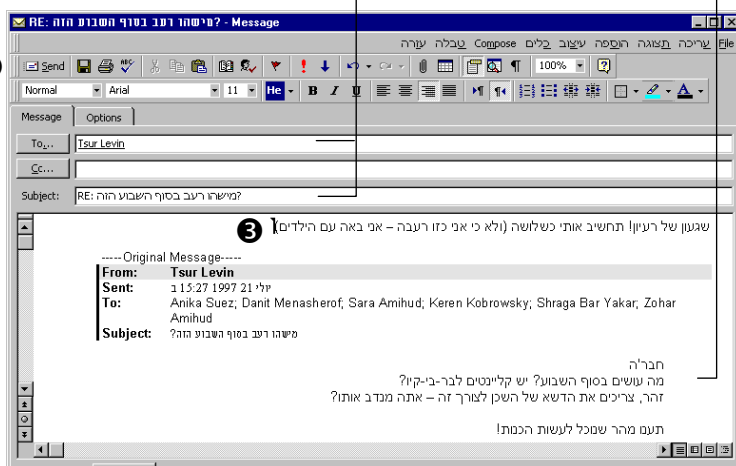 RE: מישהו רעב בסוף השבוע הזה? - Message
File עריכה תצוגה הוספה עיצוב כלים Compose טבלה עזרה
Send 100%
Normal Arial 11 He B I U A
Message Options
To... Tsur Levin
Cc...
Subject: RE: מישהו רעב בסוף השבוע הזה?
שגעון של רעיון! תחשיב אותי כשלושה (ולא כי אני כזו רעבה – אני באה עם הילדים)
3
-----Original Message-----
From: Tsur Levin
Sent: יולי 21 1997 15:27 ב
To: Anika Suez; Danit Menasherof; Sara Amihud; Keren Kobrowsky; Shraga Bar Yakar; Zohar
Amihud
Subject: מישהו רעב בסוף השבוע הזה?
חבר'ה
מה עושים בסוף השבוע? יש קליינטים לבר-בי-קיו?
זהר, צריכים את הדשא של השכן לצורך זה – אתה מנדב אותו?
תענו מהר שנוכל לעשות הכנות!